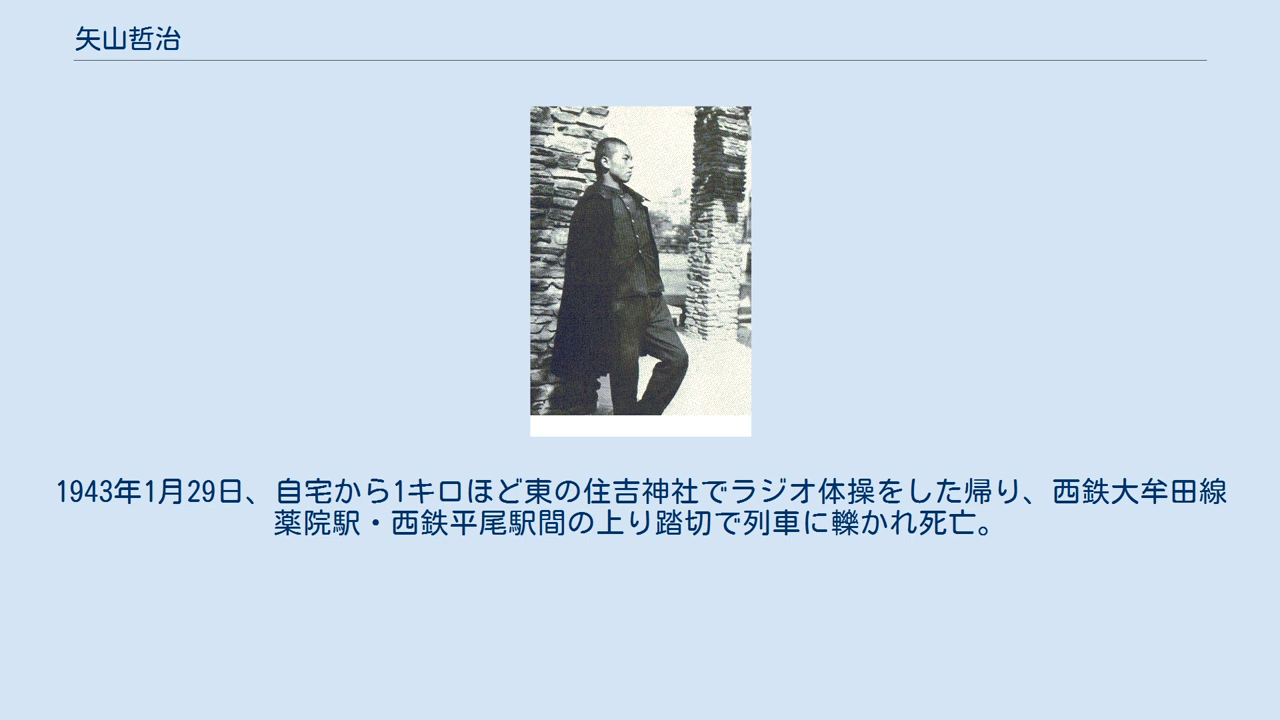 矢山哲治
1943年1月29日、自宅から1キロほど東の住吉神社でラジオ体操をした帰り、西鉄大牟田線
薬院駅・西鉄平尾駅間の上り踏切で列車に轢かれ死亡。